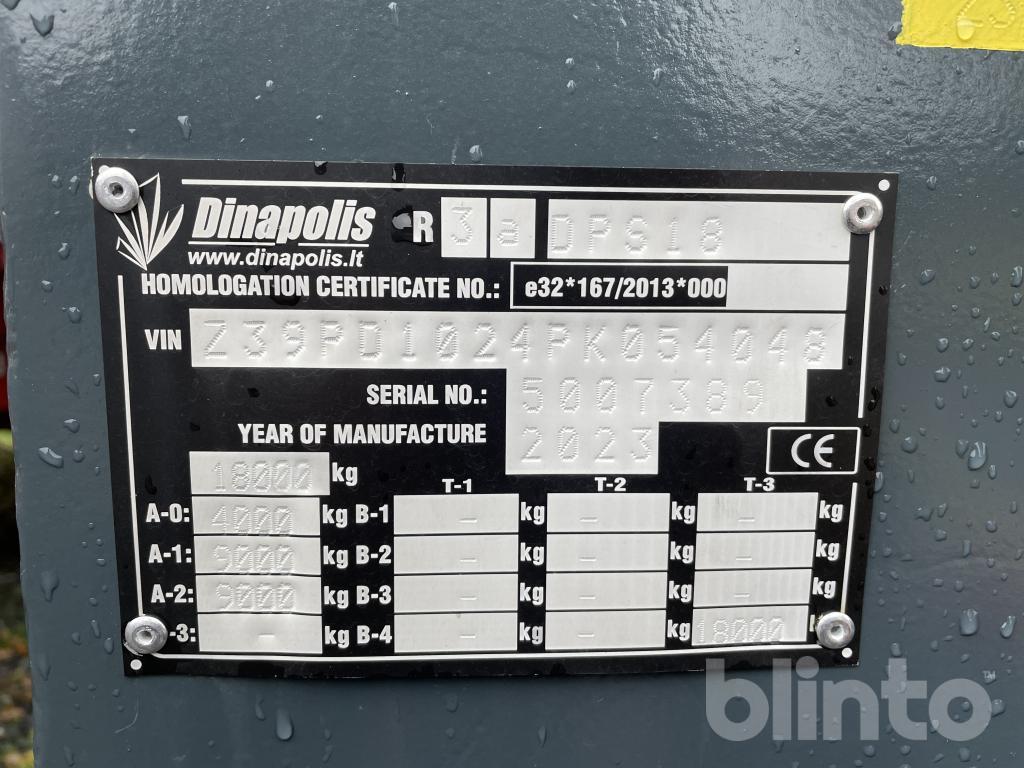 Dinapolis R 3 a DPS18
www.dinapolis.lt
HOMOLOGATION CERTIFICATE NO.: e32*167/2013*000
VIN Z39PD1024PK054048
SERIAL NO.: 5007389
YEAR OF MANUFACTURE 2023
CE
18000 kg T-1 T-2 T-3
A-0: 4000 kg B-1 - kg - kg - kg
A-1: 9000 kg B-2 - kg - kg - kg
A-2: 9000 kg B-3 - kg - kg - kg
-3: - kg B-4 - kg - kg 18000
blinto